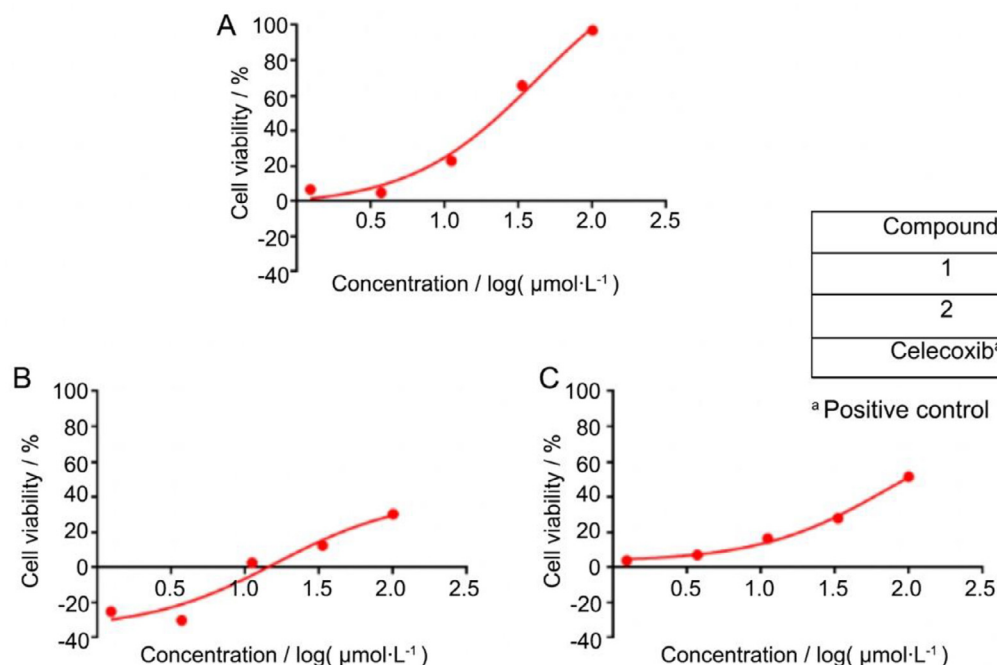 A
100
80
60
40
20
0
-20
-40
Cell viability / %
0.5 1.0 1.5 2.0 2.5
Concentration / log( μmol·L⁻¹ )
Compound
1
2
Celecoxibᵃ
ᵃ Positive control
B
100
80
60
40
20
0
-20
-40
Cell viability / %
0.5 1.0 1.5 2.0 2.5
Concentration / log( μmol·L⁻¹ )
C
100
80
60
40
20
0
-20
-40
Cell viability / %
0.5 1.0 1.5 2.0 2.5
Concentration / log( μmol·L⁻¹ )